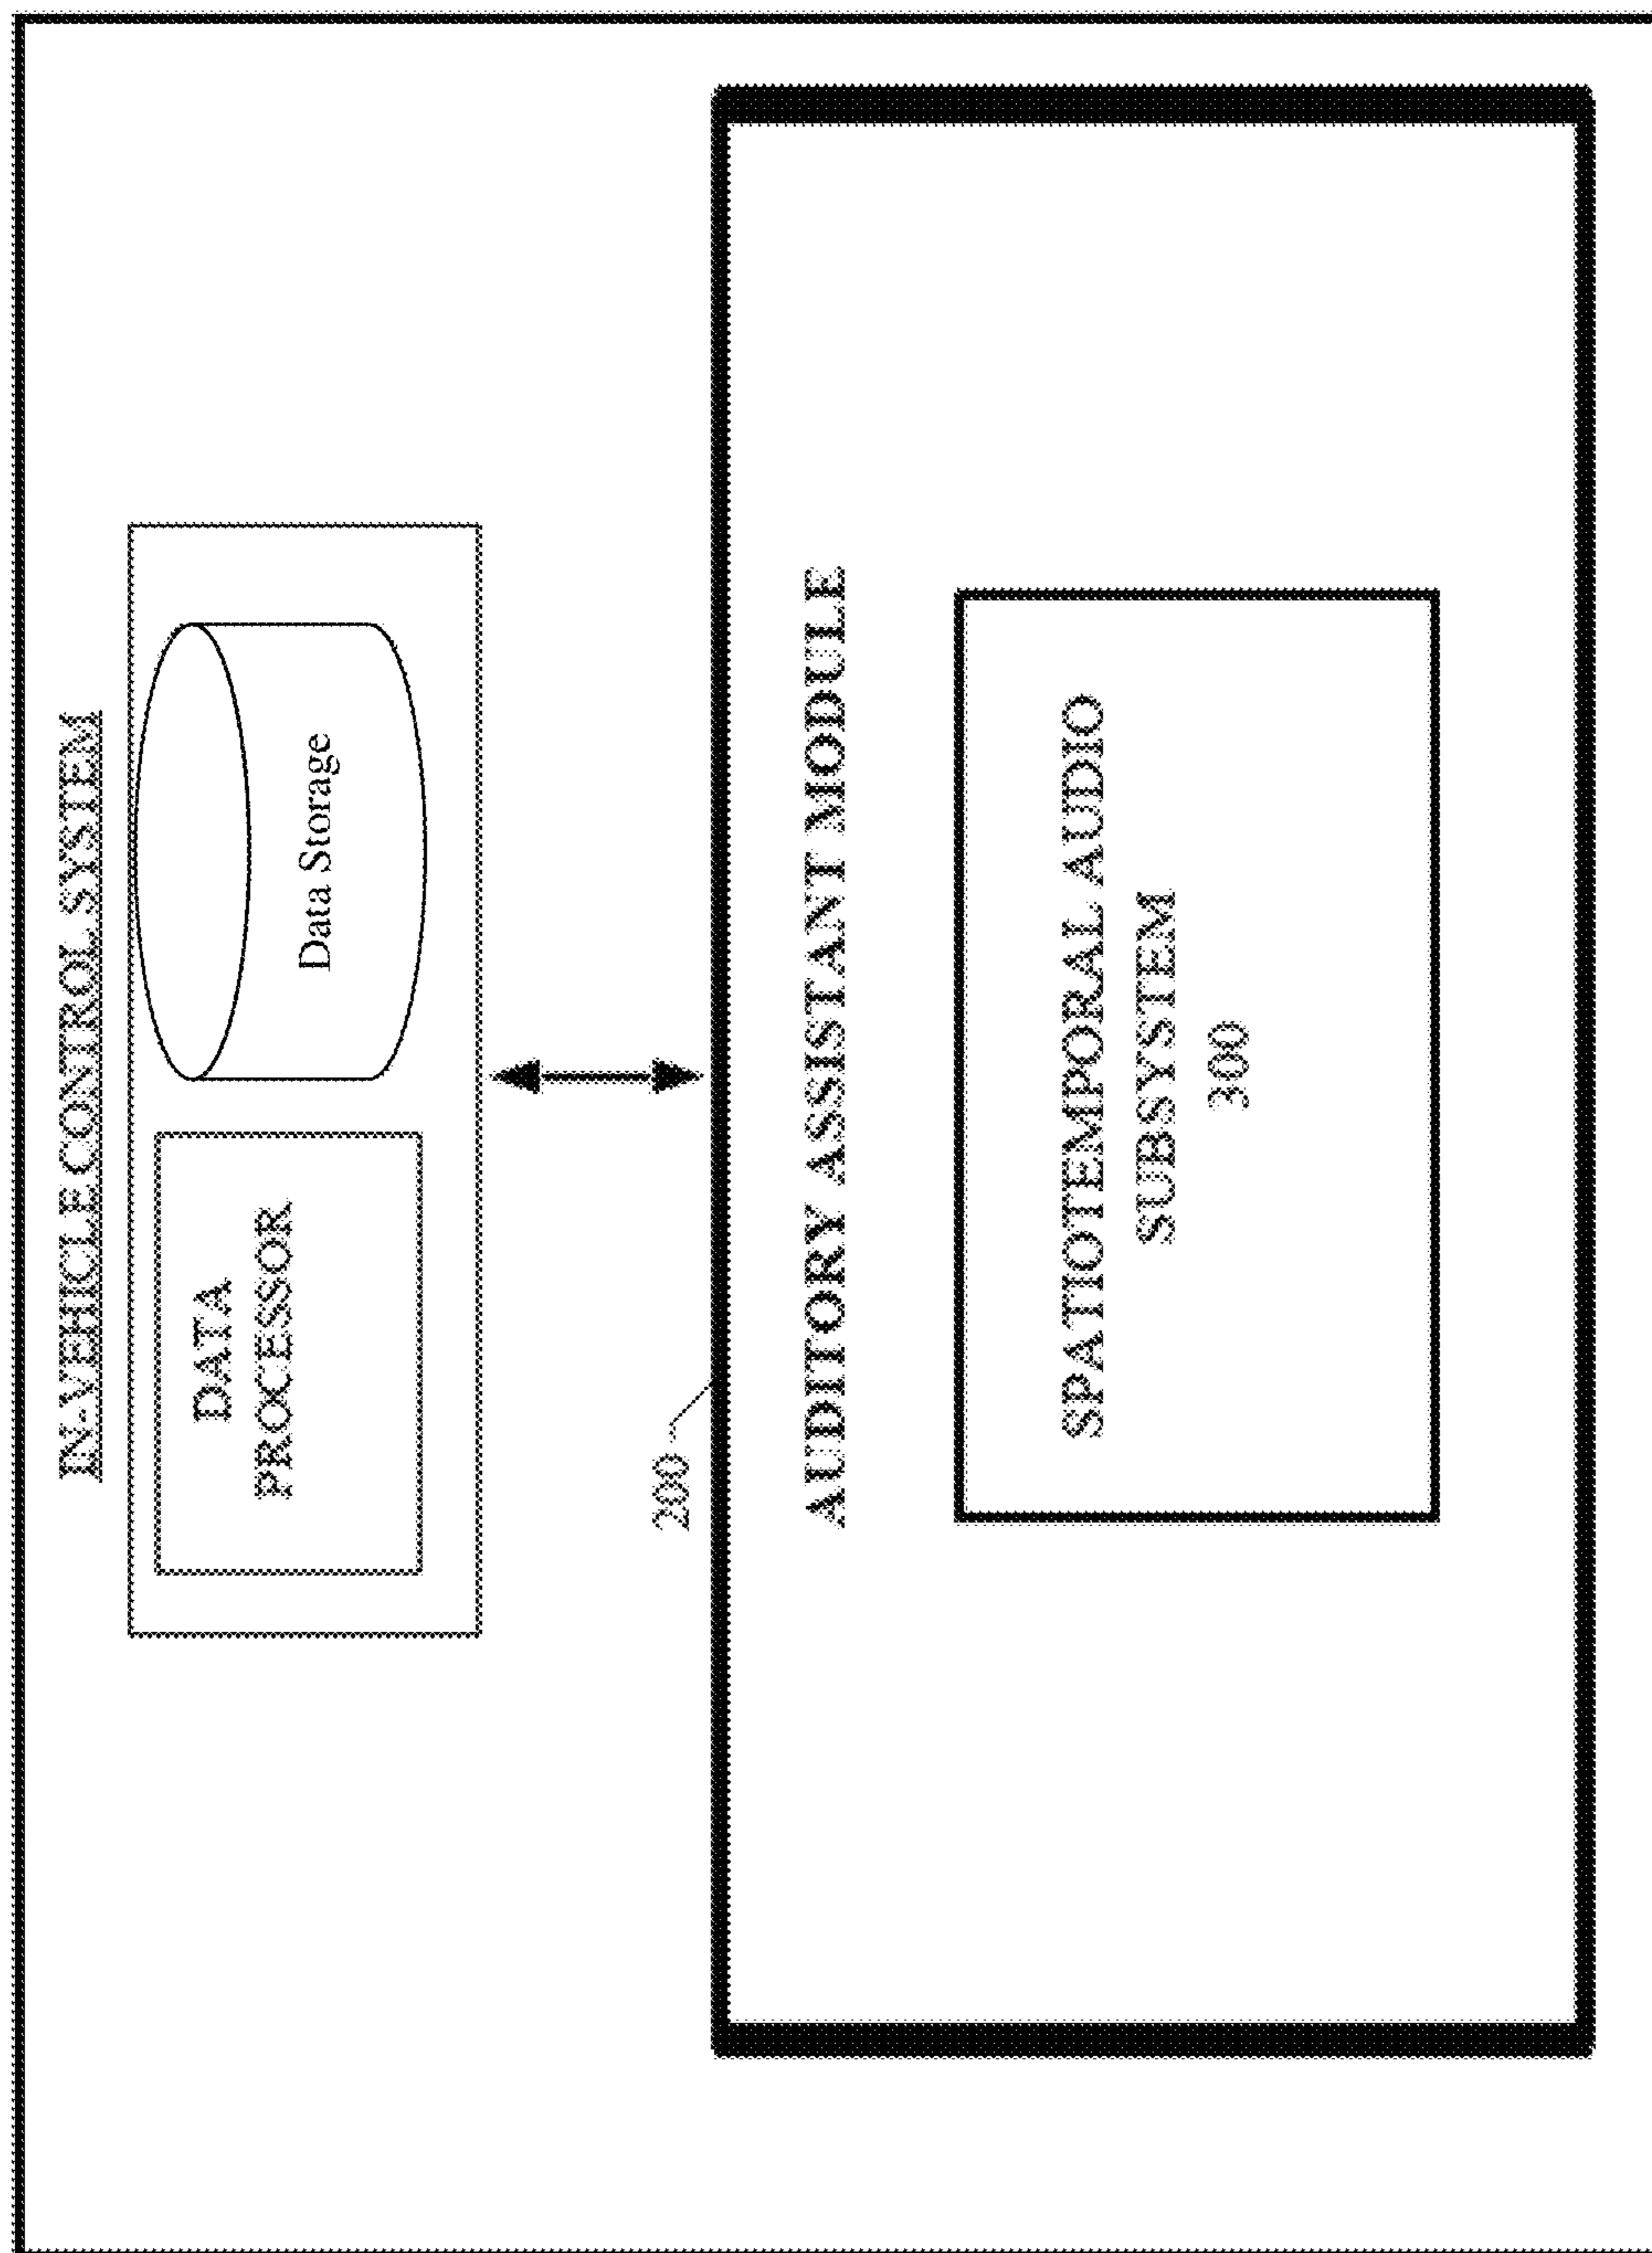 IN-VEHICLE CONTROL SYSTEM
DATA
PROCESSOR
Data Storage
200
AUDITORY ASSISTANT MODULE
SPATIOTEMPORAL AUDIO
SUBSYSTEM
300